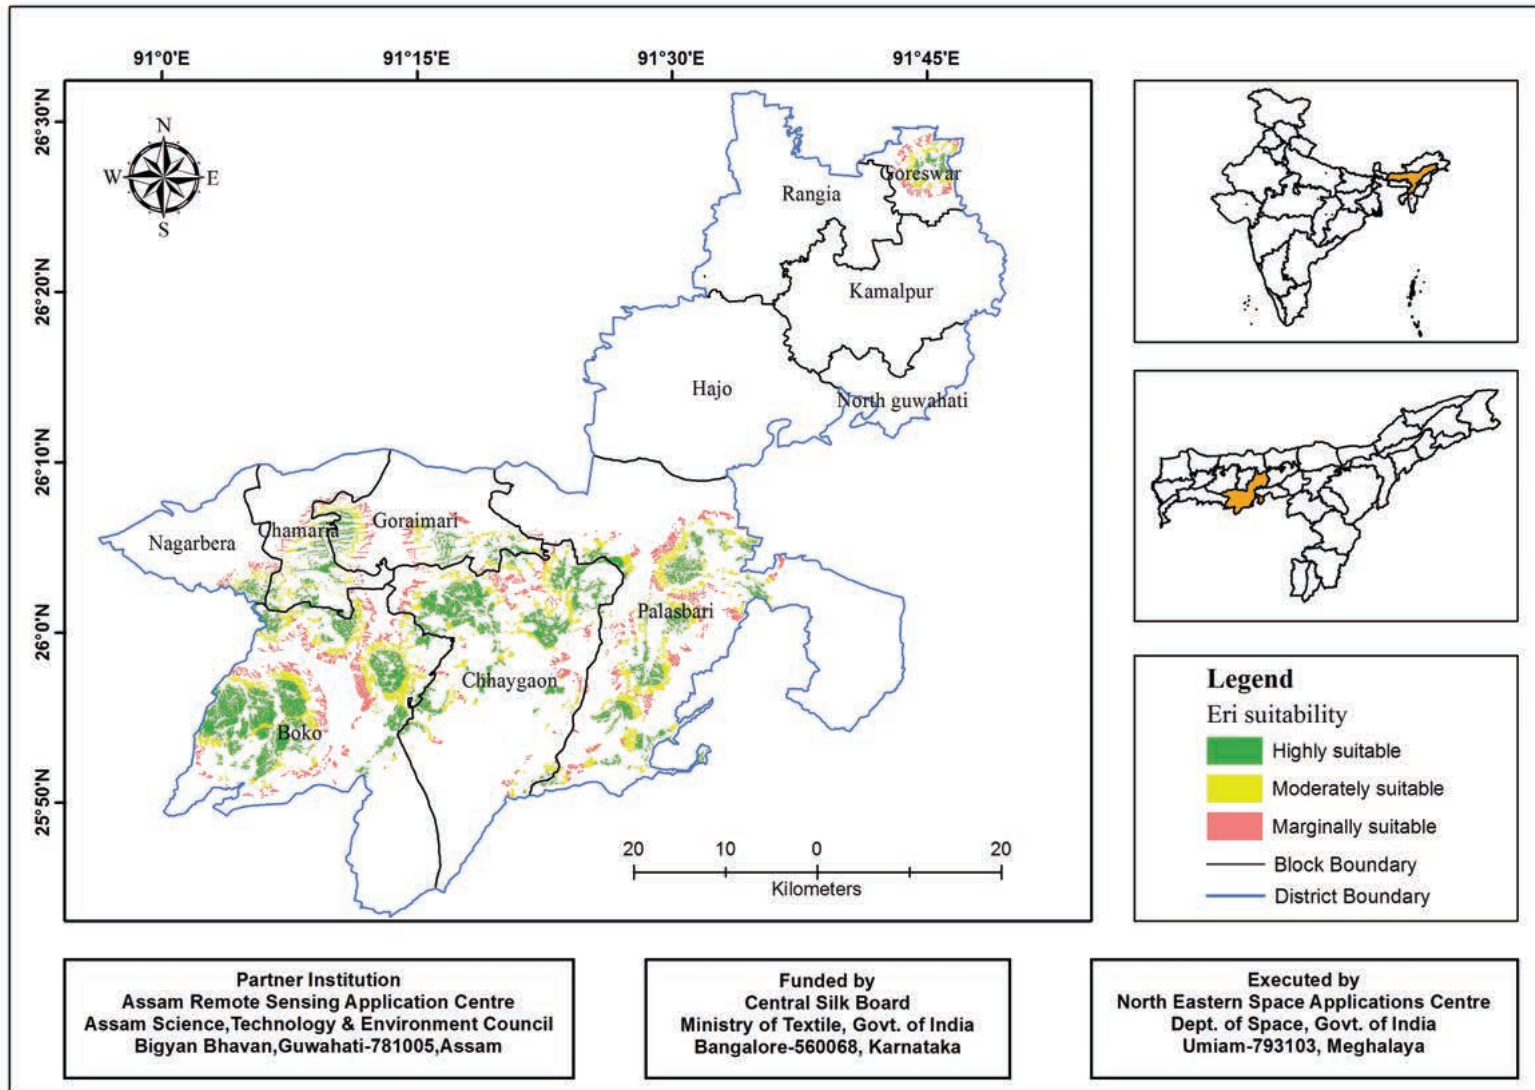 91°0'E
91°15'E
91°30'E
91°45'E
26°30'N
26°20'N
26°10'N
26°0'N
25°50'N
N
W
E
S
Goreswar
Rangia
Kamalpur
Hajo
North guwahati
Goraimari
Chamaria
Nagarbera
Palasbari
Chhaygaon
Boko
20 10 0 20
Kilometers
Legend
Eri suitability
Highly suitable
Moderately suitable
Marginally suitable
Block Boundary
District Boundary
Partner Institution
Assam Remote Sensing Application Centre
Assam Science,Technology & Environment Council
Bigyan Bhavan,Guwahati-781005,Assam
Funded by
Central Silk Board
Ministry of Textile, Govt. of India
Bangalore-560068, Karnataka
Executed by
North Eastern Space Applications Centre
Dept. of Space, Govt. of India
Umiam-793103, Meghalaya